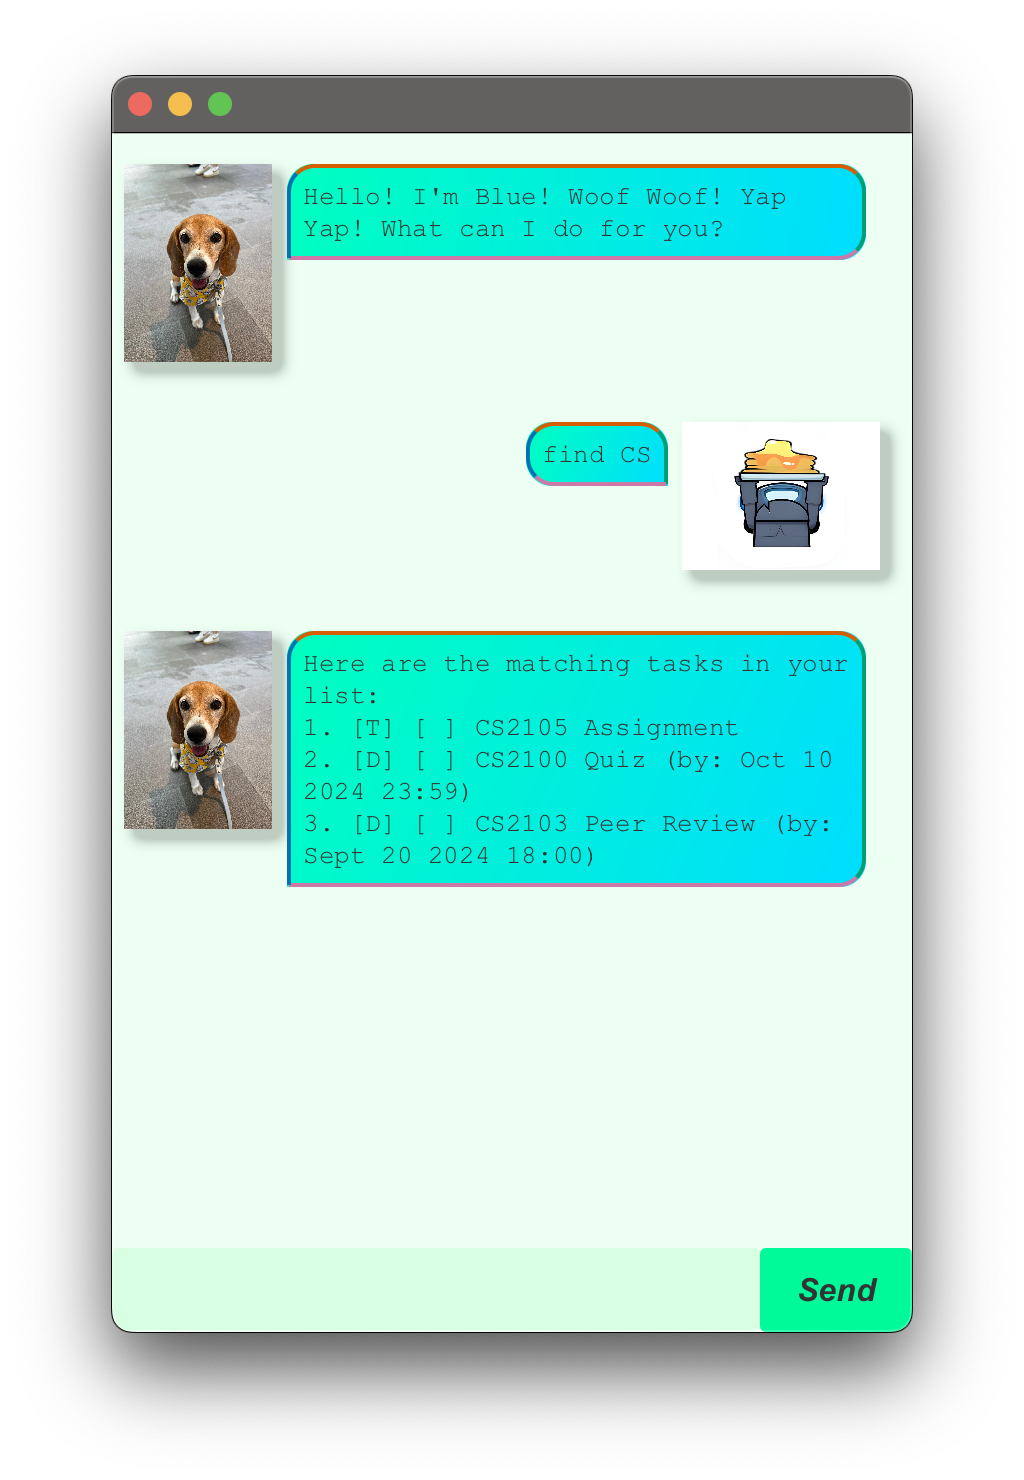 Hello! I'm Blue! Woof Woof! Yap
Yap! What can I do for you?
find CS
Here are the matching tasks in your
list:
1. [T] [ ] CS2105 Assignment
2. [D] [ ] CS2100 Quiz (by: Oct 10
2024 23:59)
3. [D] [ ] CS2103 Peer Review (by:
Sept 20 2024 18:00)
Send